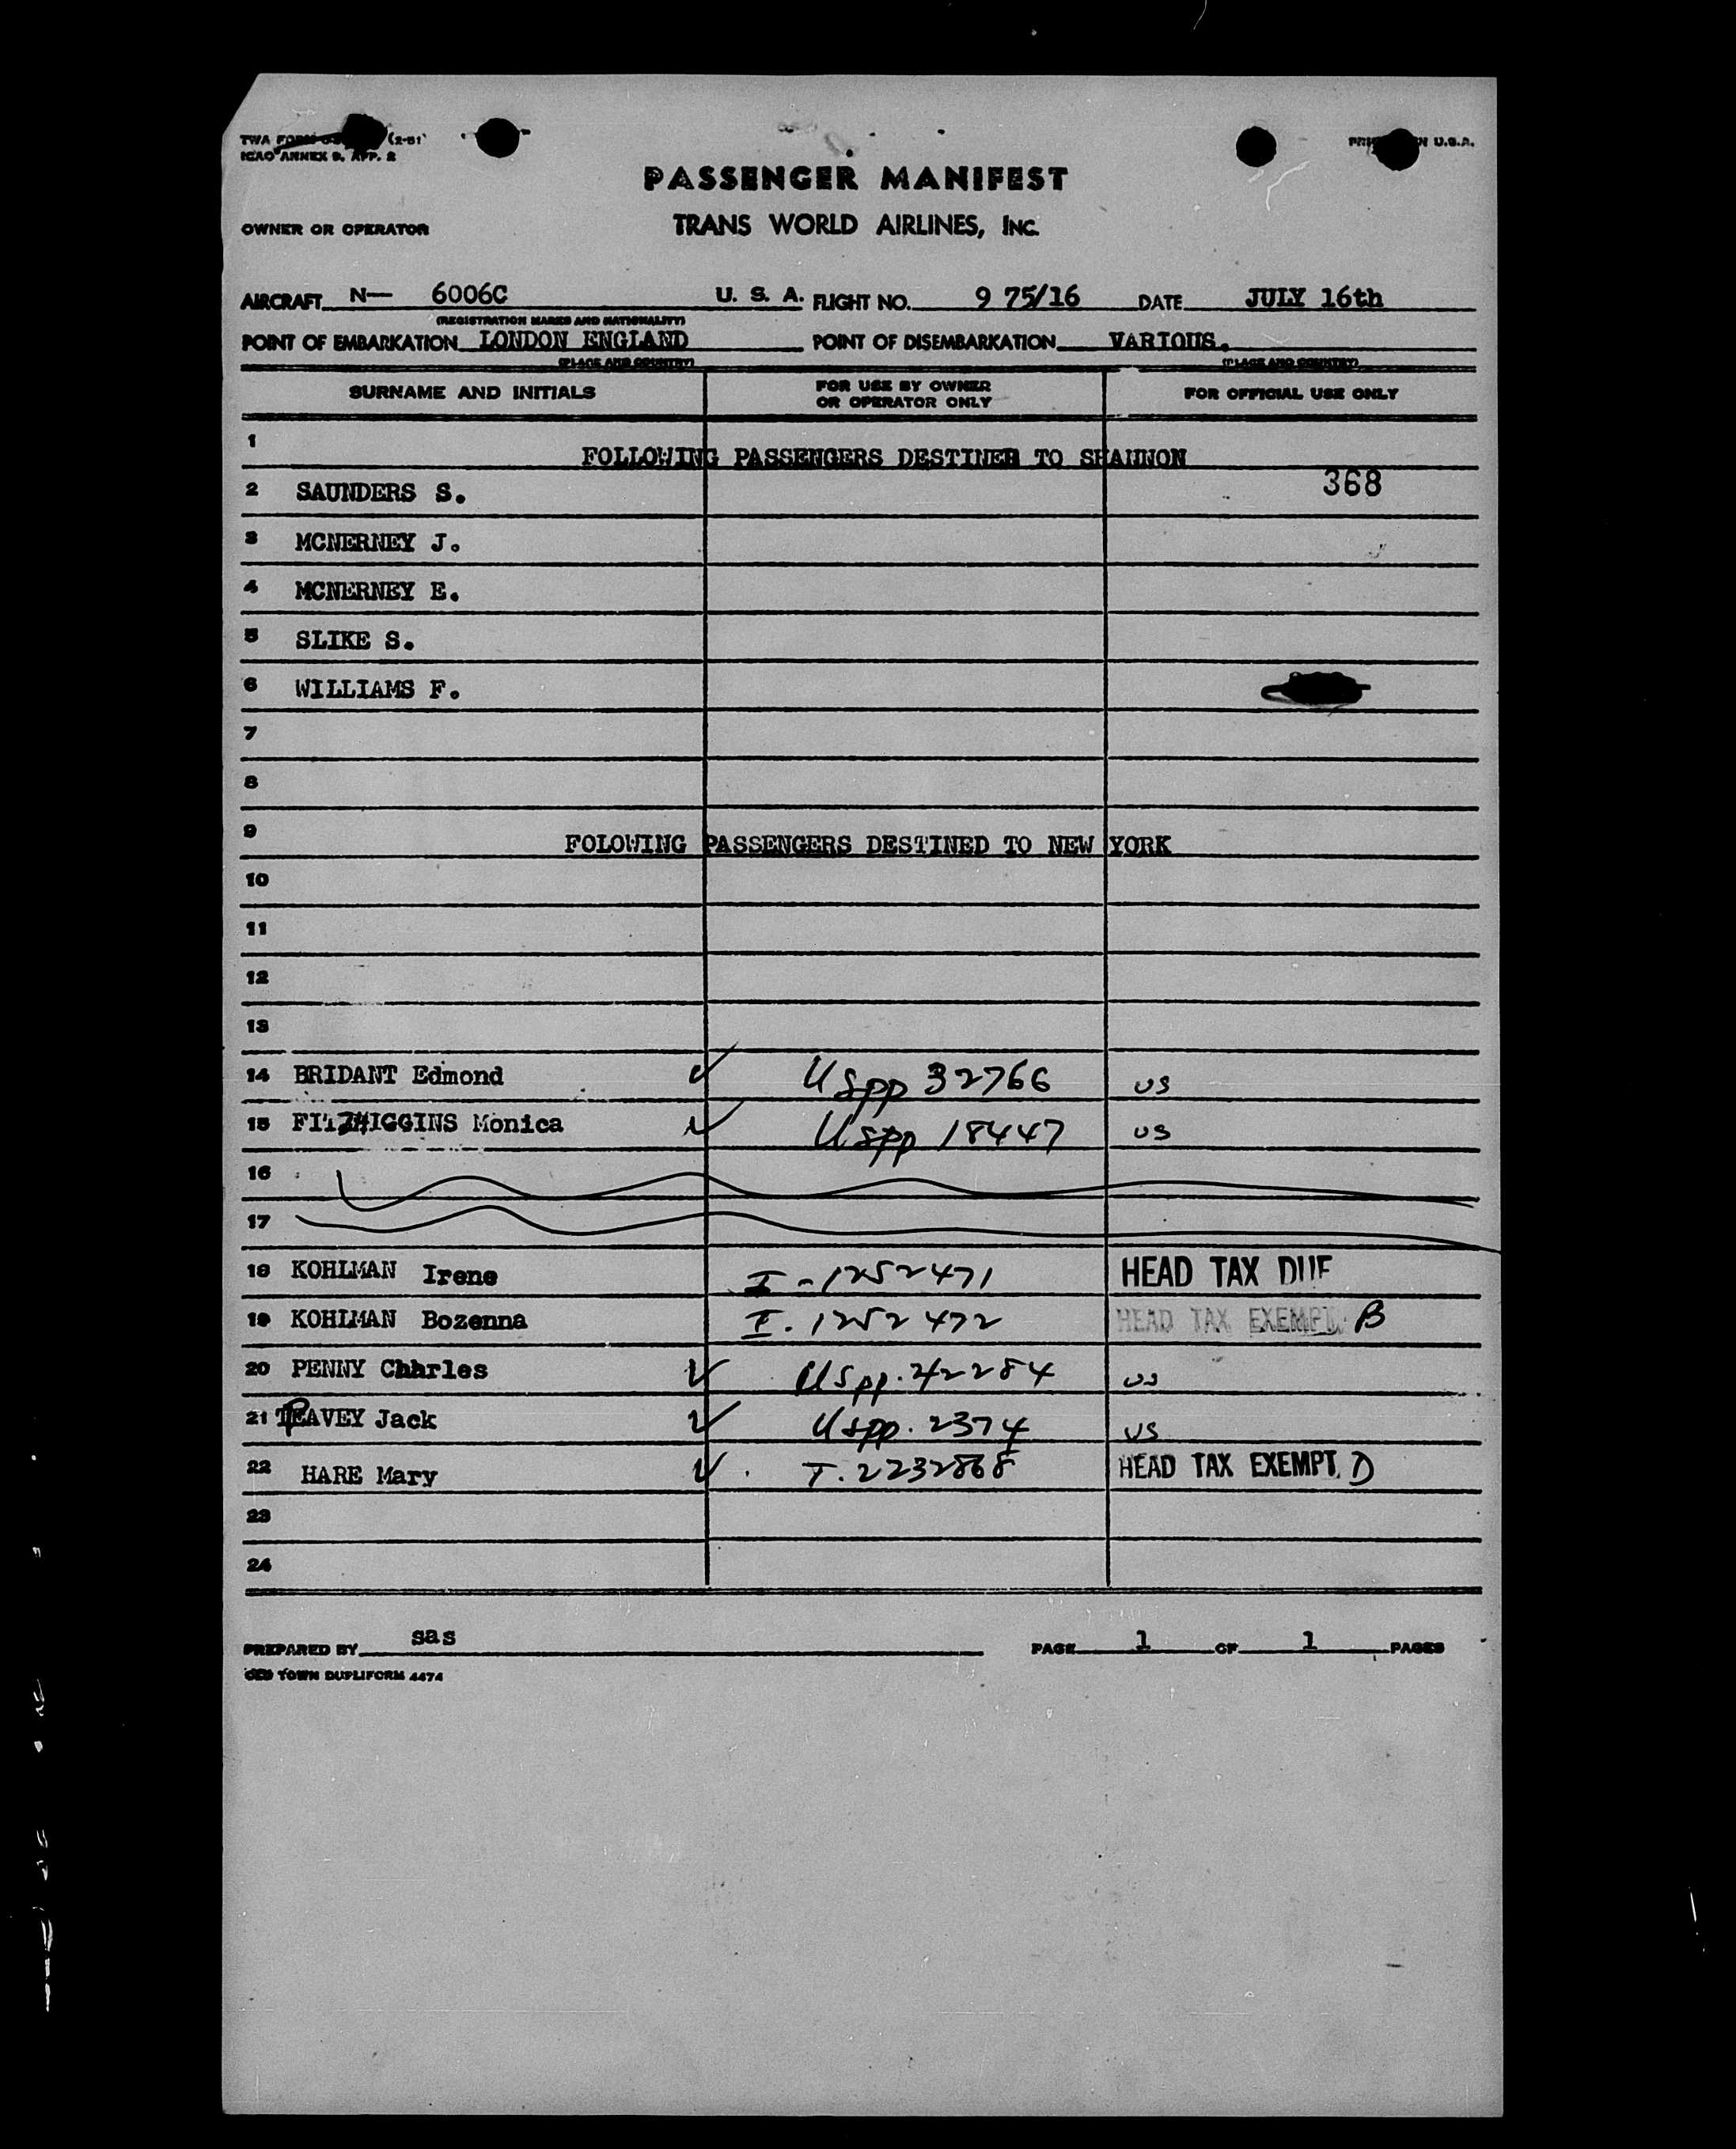 TWA FORM (2-51
ICAO ANNEX 9, APP. 2
U.S.A.
PASSENGER MANIFEST
OWNER OR OPERATOR TRANS WORLD AIRLINES, INC.
AIRCRAFT N— 6006C U. S. A. FLIGHT NO. 9 75/16 DATE JULY 16th
(REGISTRATION MARKS AND NATIONALITY)
POINT OF EMBARKATION LONDON ENGLAND POINT OF DISEMBARKATION VARIOUS.
(PLACE AND COUNTRY) (PLACE AND COUNTRY)
SURNAME AND INITIALS FOR USE BY OWNER OR OPERATOR ONLY FOR OFFICIAL USE ONLY
1 FOLLOWING PASSENGERS DESTINED TO SHANNON
2 SAUNDERS S. 368
3 MCNERNEY J.
4 MCNERNEY E.
5 SLIKE S.
6 WILLIAMS F.
7
8
9 FOLOWING PASSENGERS DESTINED TO NEW YORK
10
11
12
13
14 BRIDANT Edmond ✓ USpp 32766 US
15 FITZHIGGINS Monica ✓ USpp 18447 US
16
17
18 KOHLMAN Irene I-1252471 HEAD TAX DUE
19 KOHLMAN Bozenna I.1252472 HEAD TAX EXEMPT B
20 PENNY Charles ✓ USpp.42284 US
21 PEAVEY Jack ✓ USpp.2374 US
22 HARE Mary ✓ I.2232868 HEAD TAX EXEMPT D
23
24
PREPARED BY sas PAGE 1 OF 1 PAGES
OLD TOWN DUPLIFORM 4474